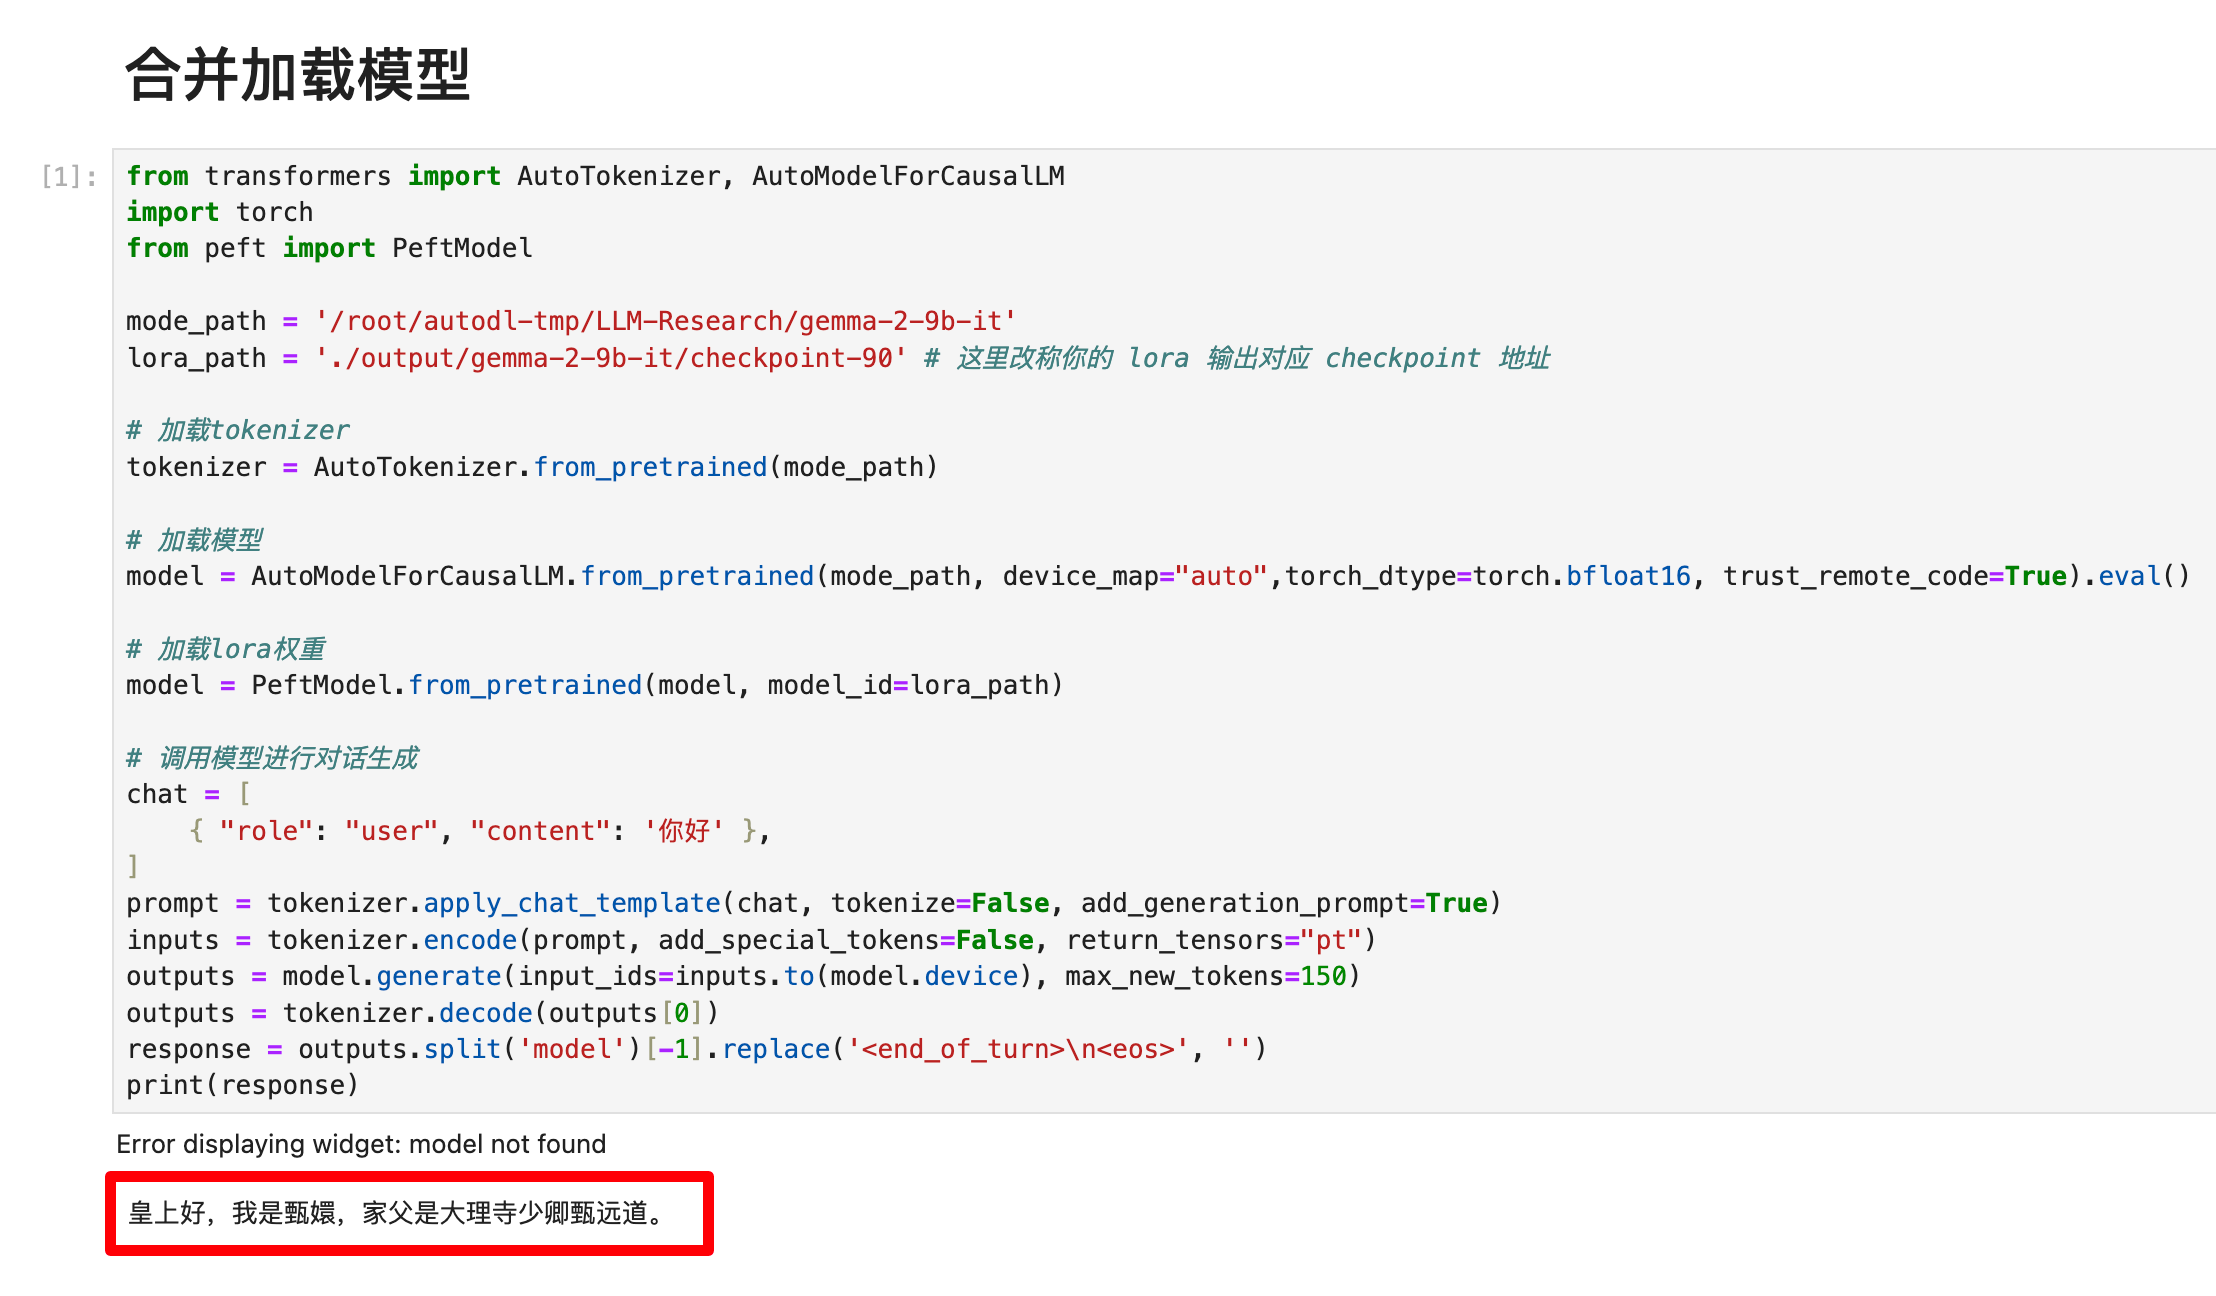 合并加载模型
[1]:
from transformers import AutoTokenizer, AutoModelForCausalLM
import torch
from peft import PeftModel
mode_path = '/root/autodl-tmp/LLM-Research/gemma-2-9b-it'
lora_path = './output/gemma-2-9b-it/checkpoint-90' # 这里改称你的 lora 输出对应 checkpoint 地址
# 加载tokenizer
tokenizer = AutoTokenizer.from_pretrained(mode_path)
# 加载模型
model = AutoModelForCausalLM.from_pretrained(mode_path, device_map="auto",torch_dtype=torch.bfloat16, trust_remote_code=True).eval()
# 加载lora权重
model = PeftModel.from_pretrained(model, model_id=lora_path)
# 调用模型进行对话生成
chat = [
    { "role": "user", "content": '你好' },
]
prompt = tokenizer.apply_chat_template(chat, tokenize=False, add_generation_prompt=True)
inputs = tokenizer.encode(prompt, add_special_tokens=False, return_tensors="pt")
outputs = model.generate(input_ids=inputs.to(model.device), max_new_tokens=150)
outputs = tokenizer.decode(outputs[0])
response = outputs.split('model')[-1].replace('<end_of_turn>\n<eos>', '')
print(response)
Error displaying widget: model not found
皇上好，我是甄嬛，家父是大理寺少卿甄远道。